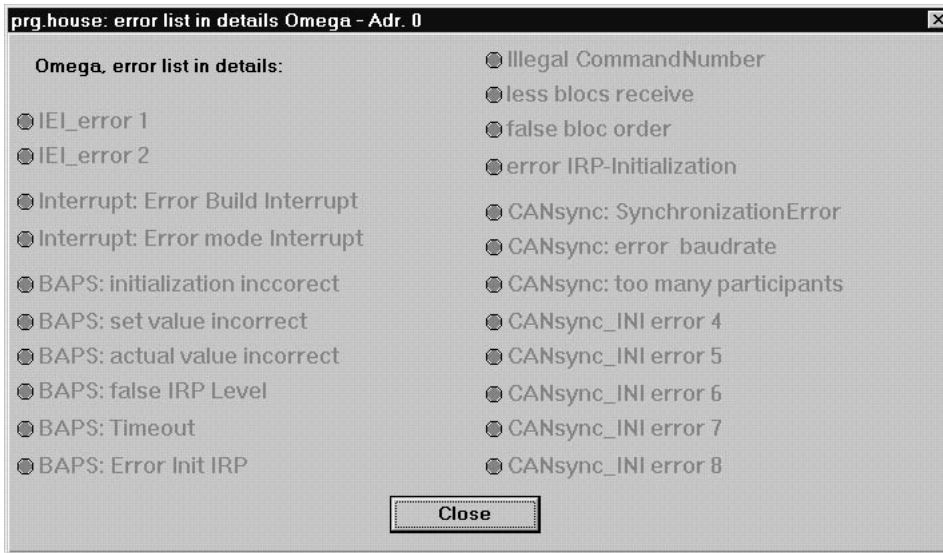 prg.house: error list in details Omega - Adr. 0
Omega, error list in details:
IEI_error 1
IEI_error 2
Interrupt: Error Build Interrupt
Interrupt: Error mode Interrupt
BAPS: initialization inccorect
BAPS: set value incorrect
BAPS: actual value incorrect
BAPS: false IRP Level
BAPS: Timeout
BAPS: Error Init IRP
Illegal CommandNumber
less blocs receive
false bloc order
error IRP-Initialization
CANsync: SynchronizationError
CANsync: error baudrate
CANsync: too many participants
CANsync_INI error 4
CANsync_INI error 5
CANsync_INI error 6
CANsync_INI error 7
CANsync_INI error 8
Close